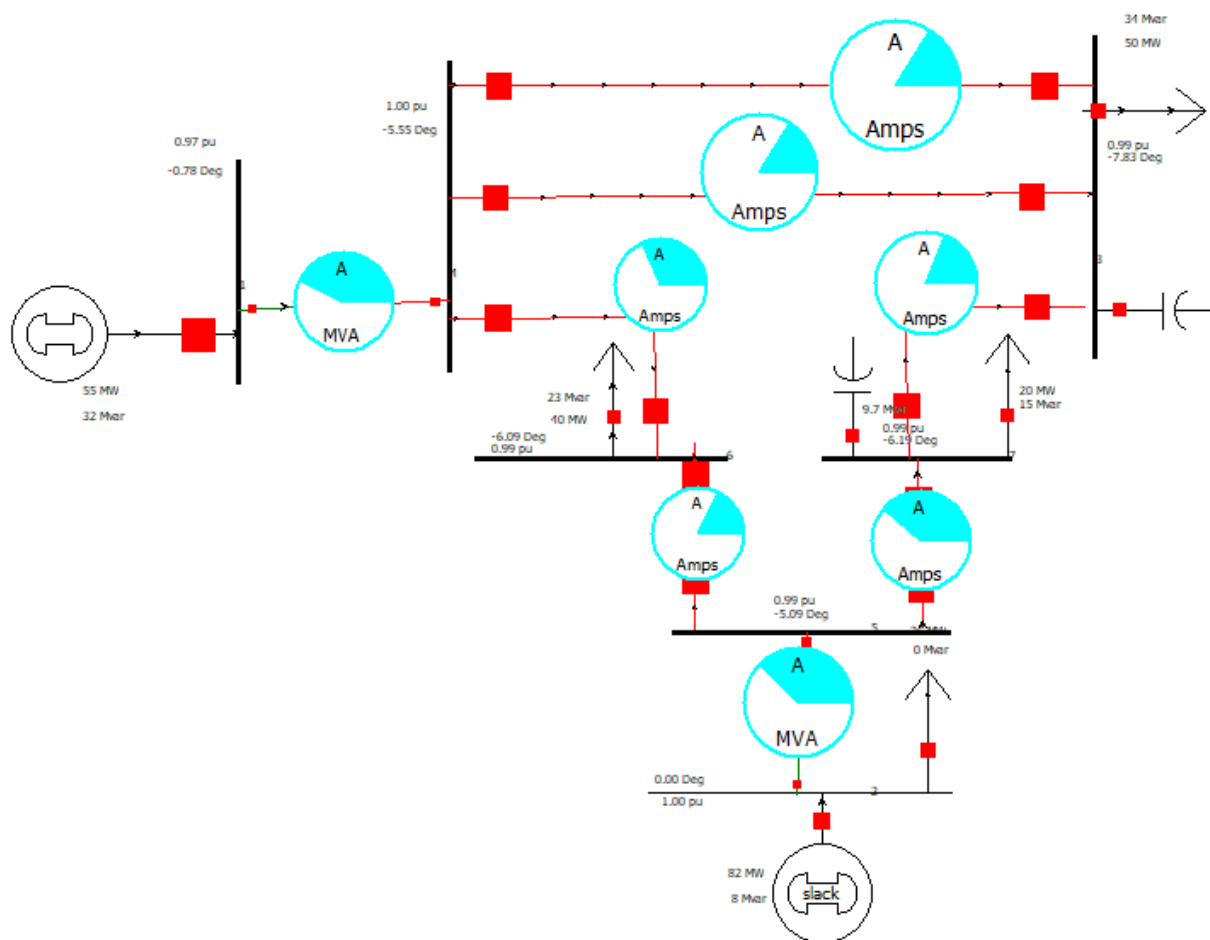 34 Mvar
50 MW
A
Amps
1.00 pu
-5.55 Deg
A
Amps
0.97 pu
-0.78 Deg
0.99 pu
-7.83 Deg
A
Amps
A
Amps
3
1
A
MVA
55 MW
32 Mvar
23 Mvar
40 MW
-6.09 Deg
0.99 pu
6
9.7 Mvar
0.99 pu
-6.19 Deg
20 MW
15 Mvar
7
A
Amps
A
Amps
0.99 pu
-5.09 Deg
5
0 Mvar
A
MVA
0.00 Deg
1.00 pu
2
82 MW
8 Mvar
slack